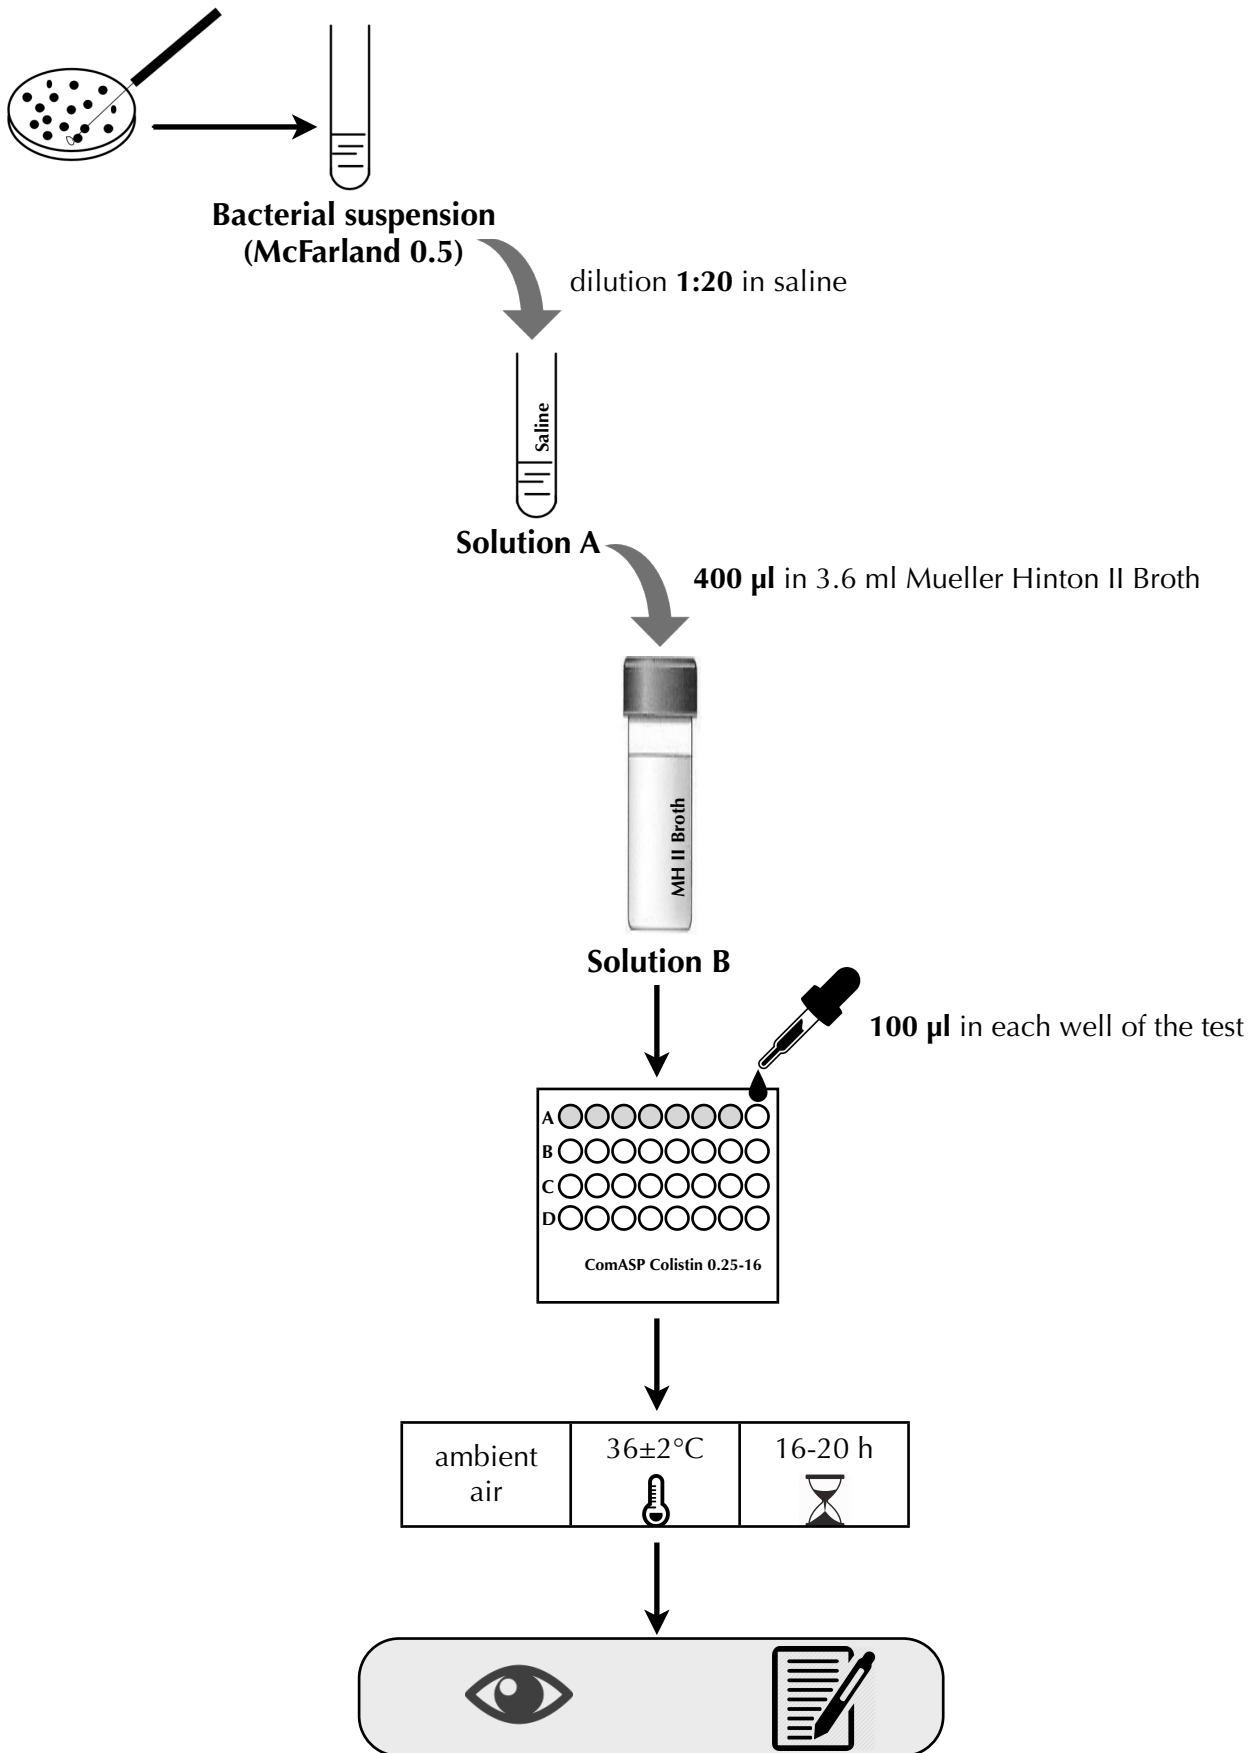 Bacterial suspension
(McFarland 0.5)
dilution 1:20 in saline
Saline
Solution A
400 µl in 3.6 ml Mueller Hinton II Broth
MH II Broth
Solution B
100 µl in each well of the test
A
B
C
D
ComASP Colistin 0.25-16
ambient
air
36±2°C
16-20 h